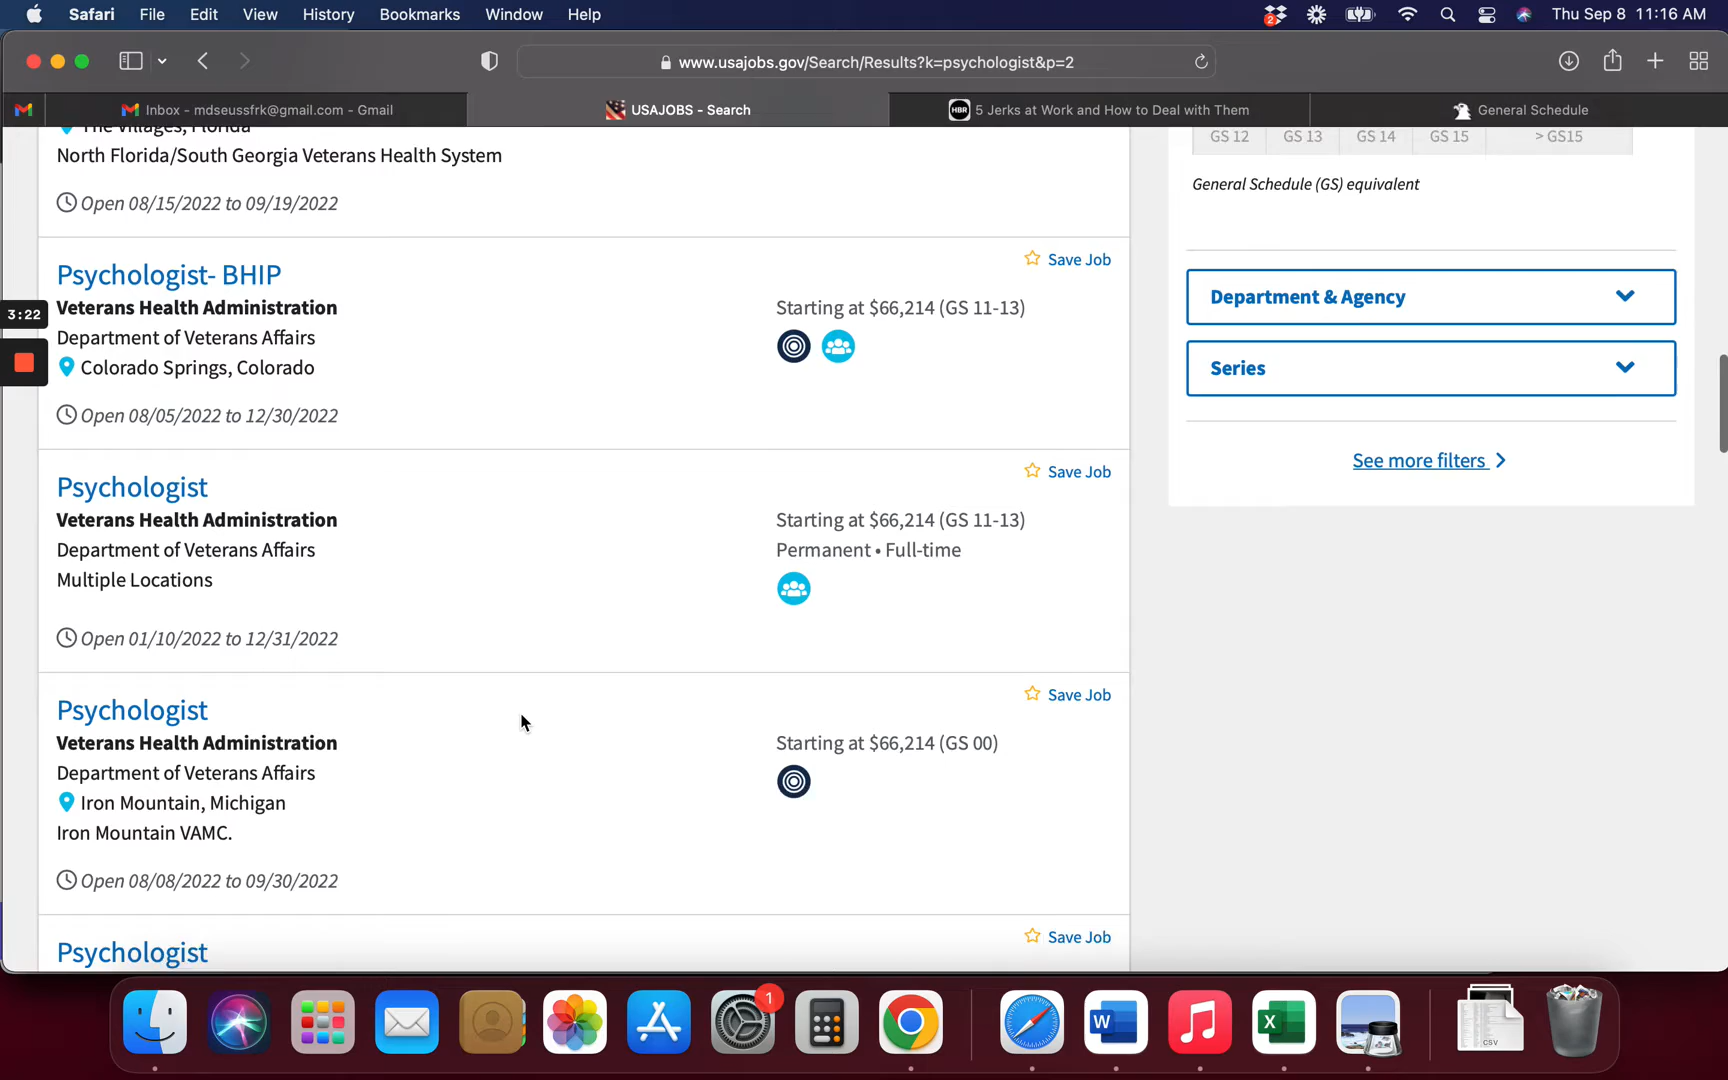 Safari File Edit View History Bookmarks Window Help
2
Thu Sep 8 11:16 AM
www.usajobs.gov/Search/Results?k=psychologist&p=2
Inbox - mdseussfrk@gmail.com - Gmail
USAJOBS - Search
HBR 5 Jerks at Work and How to Deal with Them
General Schedule
The Villages, Florida
North Florida/South Georgia Veterans Health System
Open 08/15/2022 to 09/19/2022
GS 12 GS 13 GS 14 GS 15 > GS15
General Schedule (GS) equivalent
Department & Agency
Series
See more filters
3:22
Psychologist- BHIP
Save Job
Veterans Health Administration
Starting at $66,214 (GS 11-13)
Department of Veterans Affairs
Colorado Springs, Colorado
Open 08/05/2022 to 12/30/2022
Psychologist
Save Job
Veterans Health Administration
Starting at $66,214 (GS 11-13)
Department of Veterans Affairs
Permanent • Full-time
Multiple Locations
Open 01/10/2022 to 12/31/2022
Psychologist
Save Job
Veterans Health Administration
Starting at $66,214 (GS 00)
Department of Veterans Affairs
Iron Mountain, Michigan
Iron Mountain VAMC.
Open 08/08/2022 to 09/30/2022
Psychologist
Save Job
1
W
X
CSV